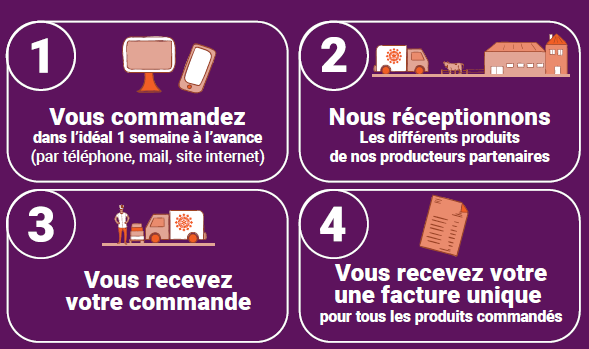 1
Vous commandez
dans l'idéal 1 semaine à l'avance
(par téléphone, mail, site internet)
2
Nous réceptionnons
Les différents produits
de nos producteurs partenaires
3
Vous recevez
votre commande
4
Vous recevez votre
une facture unique
pour tous les produits commandés